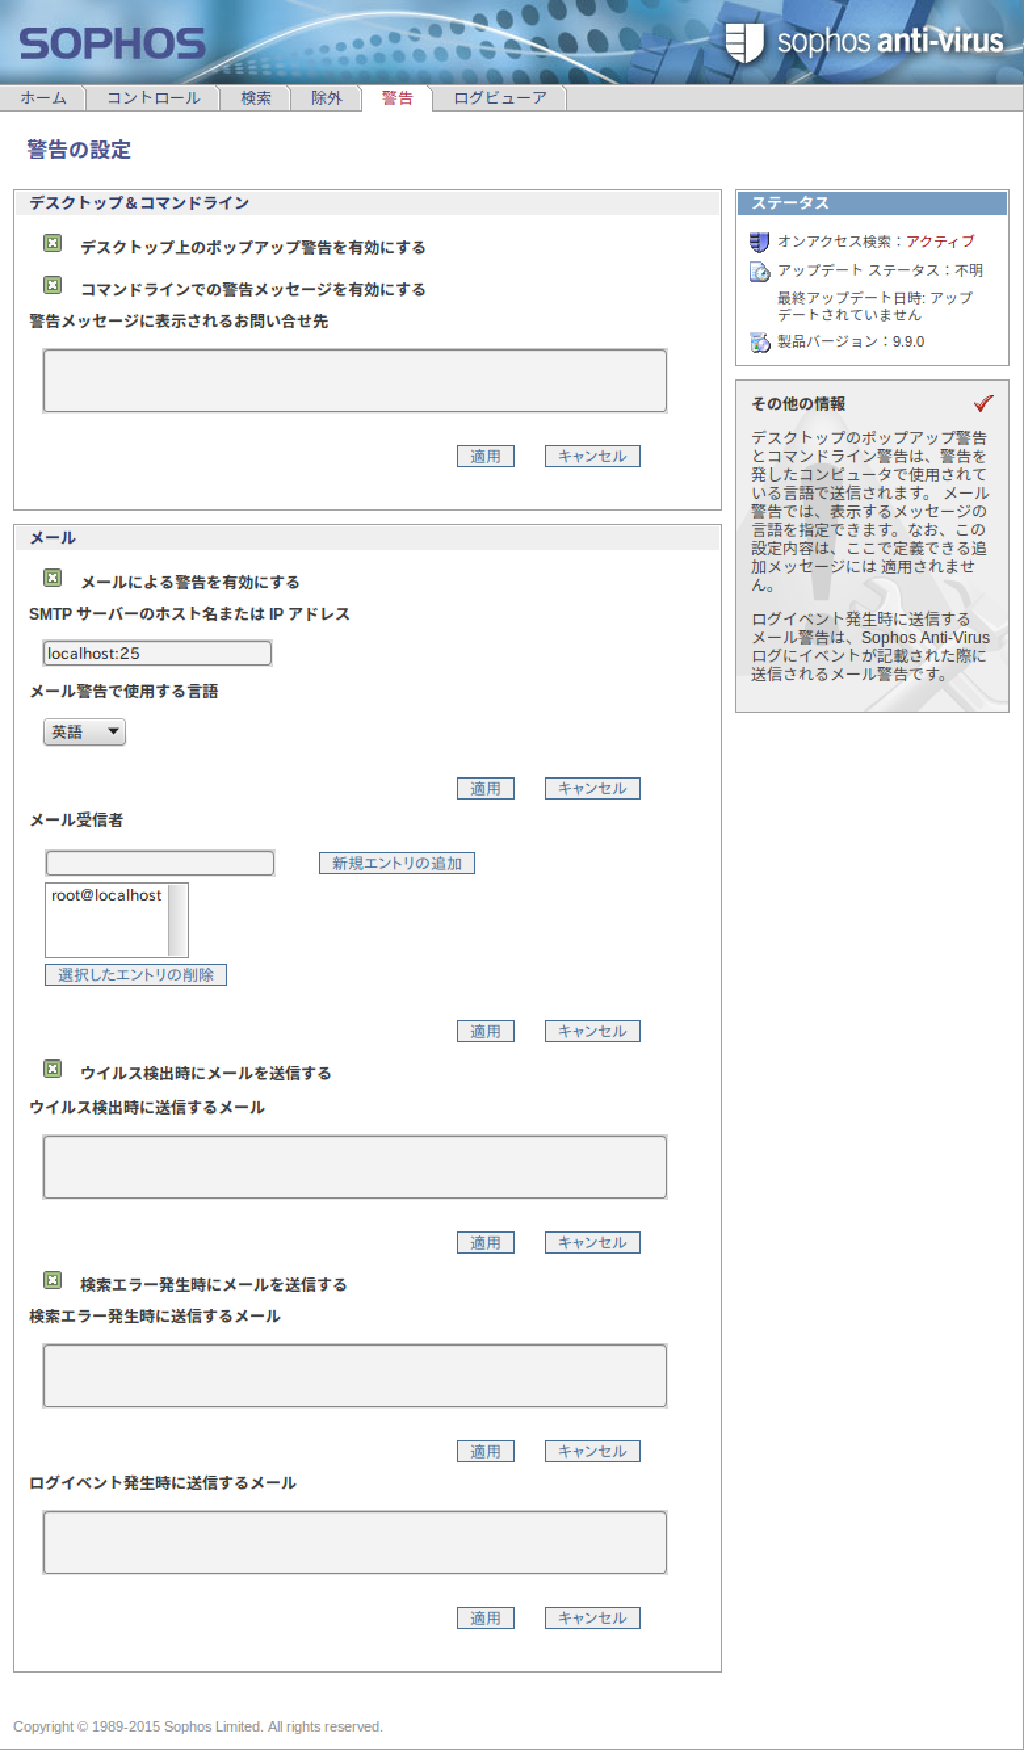 SOPHOS
sophos anti-virus
ホーム
コントロール
検索
除外
警告
ログビューア
警告の設定
デスクトップ＆コマンドライン
デスクトップ上のポップアップ警告を有効にする
コマンドラインでの警告メッセージを有効にする
警告メッセージに表示されるお問い合せ先
適用
キャンセル
メール
メールによる警告を有効にする
SMTP サーバーのホスト名または IP アドレス
localhost:25
メール警告で使用する言語
英語
適用
キャンセル
メール受信者
新規エントリの追加
root@localhost
選択したエントリの削除
適用
キャンセル
ウイルス検出時にメールを送信する
ウイルス検出時に送信するメール
適用
キャンセル
検索エラー発生時にメールを送信する
検索エラー発生時に送信するメール
適用
キャンセル
ログイベント発生時に送信するメール
適用
キャンセル
ステータス
オンアクセス検索：アクティブ
アップデート ステータス：不明
最終アップデート日時: アップ
デートされていません
製品バージョン：9.9.0
その他の情報
デスクトップのポップアップ警告
とコマンドライン警告は、警告を
発したコンピュータで使用されて
いる言語で送信されます。 メール
警告では、表示するメッセージの
言語を指定できます。なお、この
設定内容は、ここで定義できる追
加メッセージには 適用されませ
ん。
ログイベント発生時に送信する
メール警告は、Sophos Anti-Virus
ログにイベントが記載された際に
送信されるメール警告です。
Copyright © 1989-2015 Sophos Limited. All rights reserved.